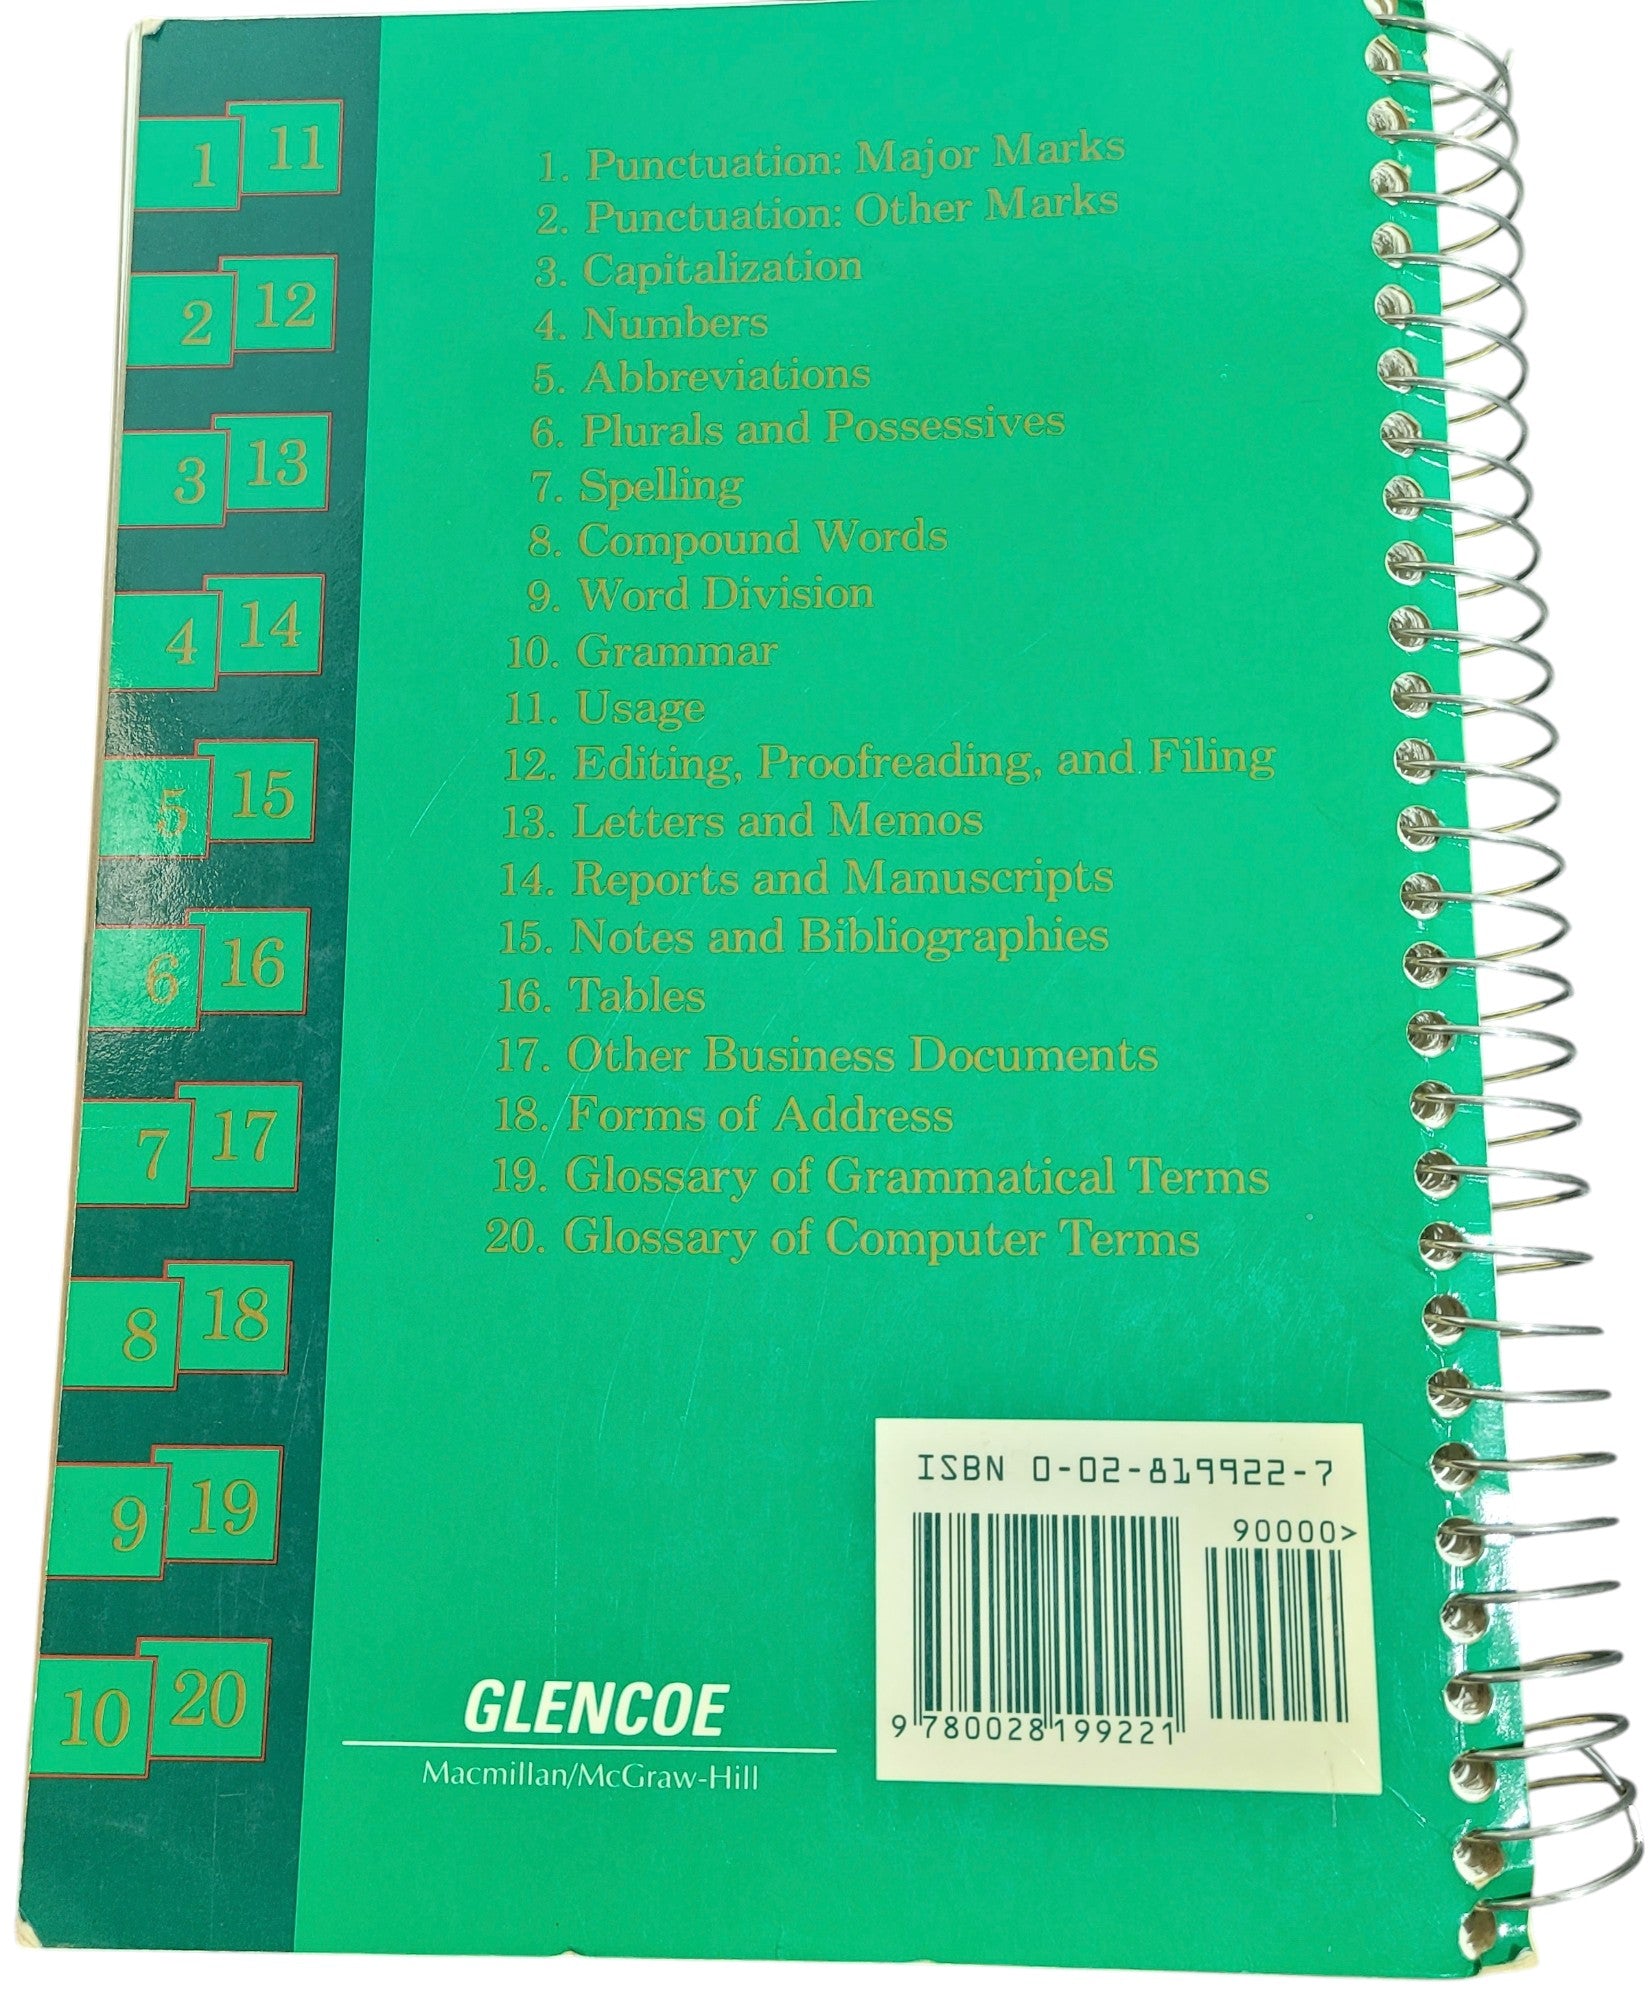 1 11
2 12
3 13
4 14
5 15
6 16
7 17
8 18
9 19
10 20
1. Punctuation: Major Marks
2. Punctuation: Other Marks
3. Capitalization
4. Numbers
5. Abbreviations
6. Plurals and Possessives
7. Spelling
8. Compound Words
9. Word Division
10. Grammar
11. Usage
12. Editing, Proofreading, and Filing
13. Letters and Memos
14. Reports and Manuscripts
15. Notes and Bibliographies
16. Tables
17. Other Business Documents
18. Forms of Address
19. Glossary of Grammatical Terms
20. Glossary of Computer Terms
ISBN 0-02-819922-7
90000>
9 780028 199221
GLENCOE
Macmillan/McGraw-Hill